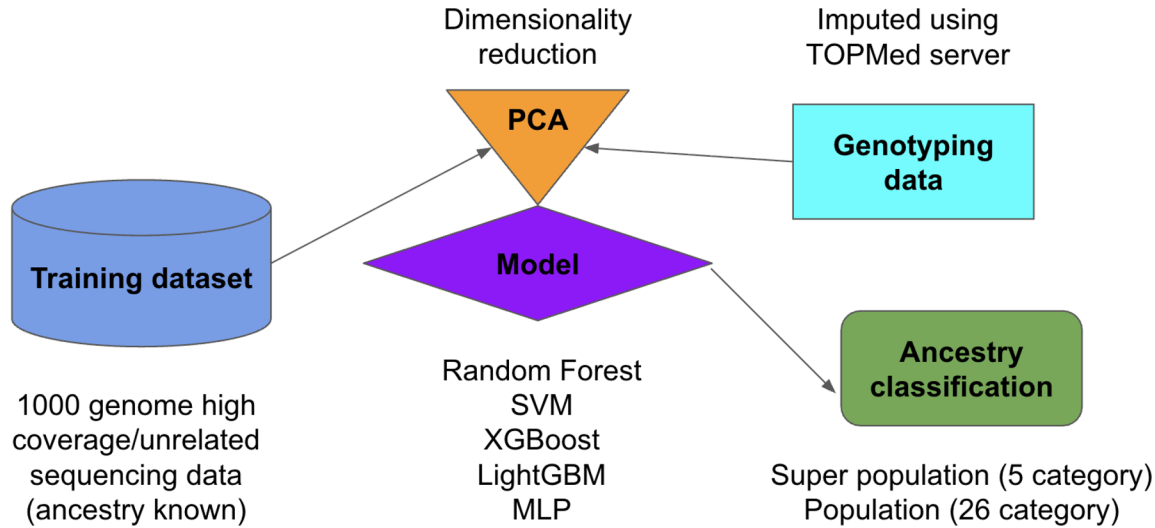 Dimensionality
reduction
Imputed using
TOPMed server
PCA
Genotyping
data
Training dataset
Model
Ancestry
classification
1000 genome high
coverage/unrelated
sequencing data
(ancestry known)
Random Forest
SVM
XGBoost
LightGBM
MLP
Super population (5 category)
Population (26 category)